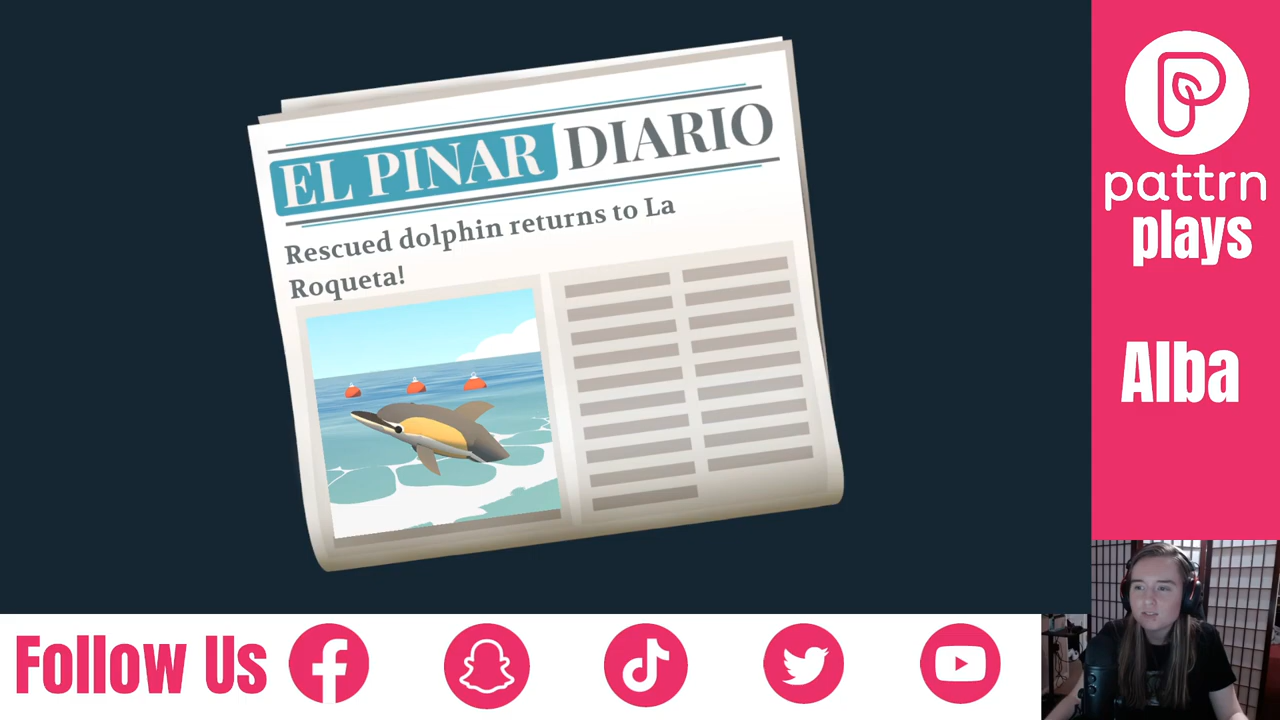 EL PINAR DIARIO
Rescued dolphin returns to La
Roqueta!
pattrn
plays
Alba
Follow Us